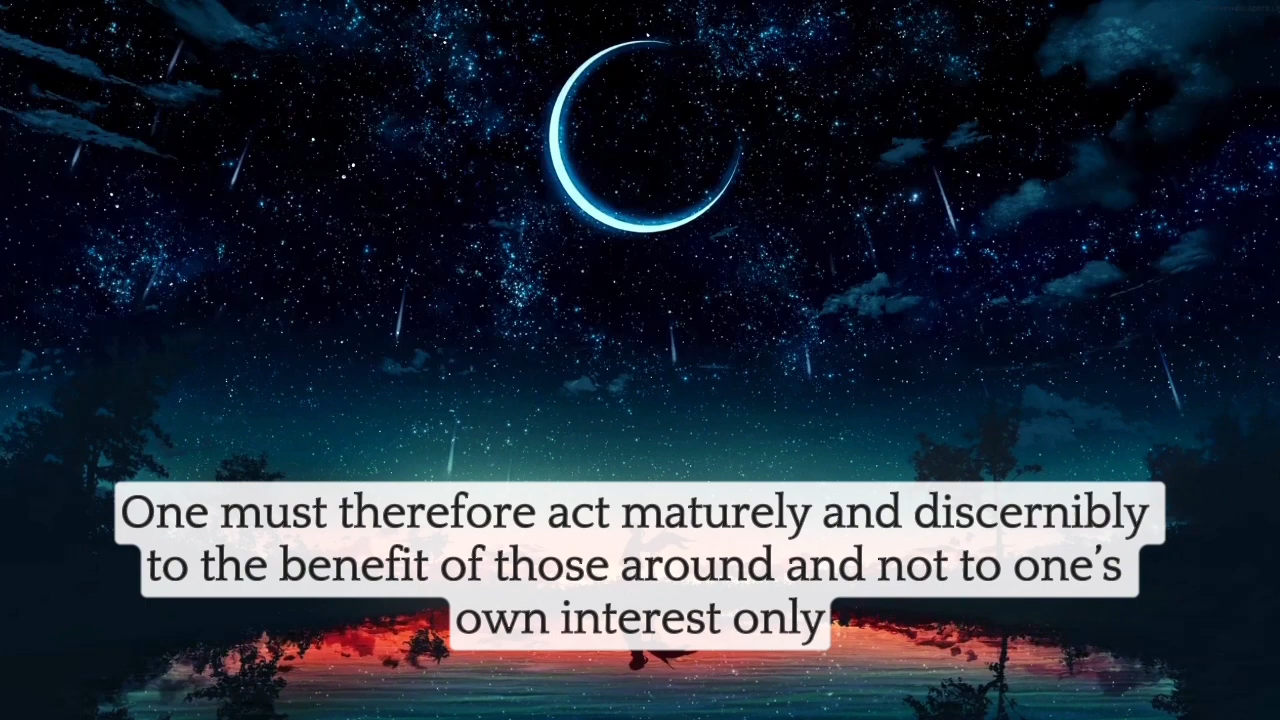 One must therefore act maturely and discernibly
to the benefit of those around and not to one’s
own interest only